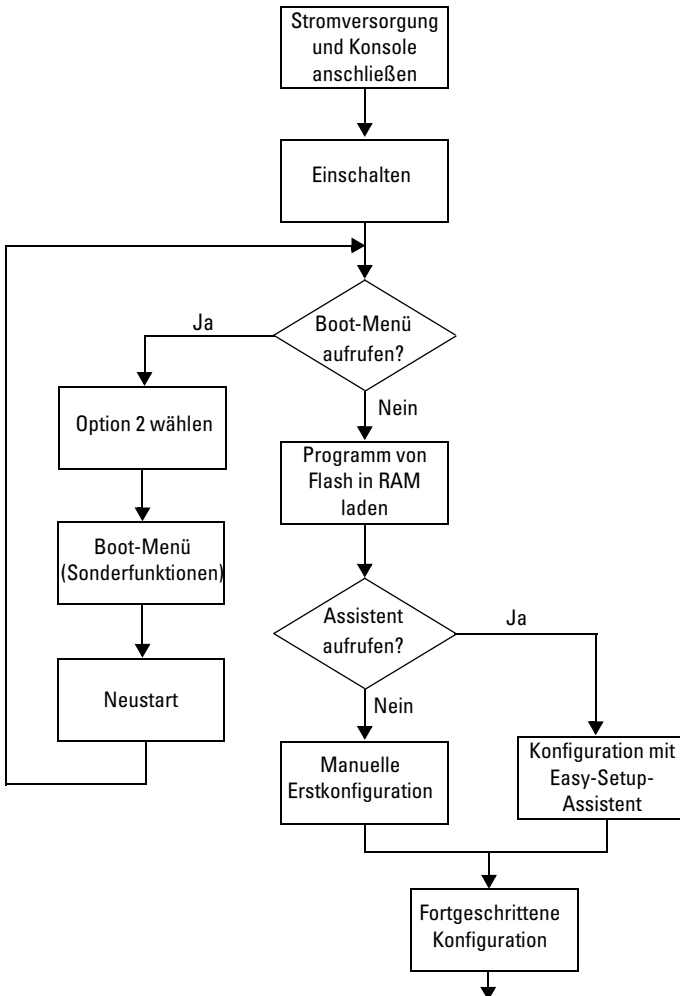 Stromversorgung
und Konsole
anschließen
Einschalten
Boot-Menü
aufrufen?
Ja
Nein
Option 2 wählen
Programm von
Flash in RAM
laden
Boot-Menü
(Sonderfunktionen)
Assistent
aufrufen?
Ja
Nein
Neustart
Manuelle
Erstkonfiguration
Konfiguration mit
Easy-Setup-
Assistent
Fortgeschrittene
Konfiguration